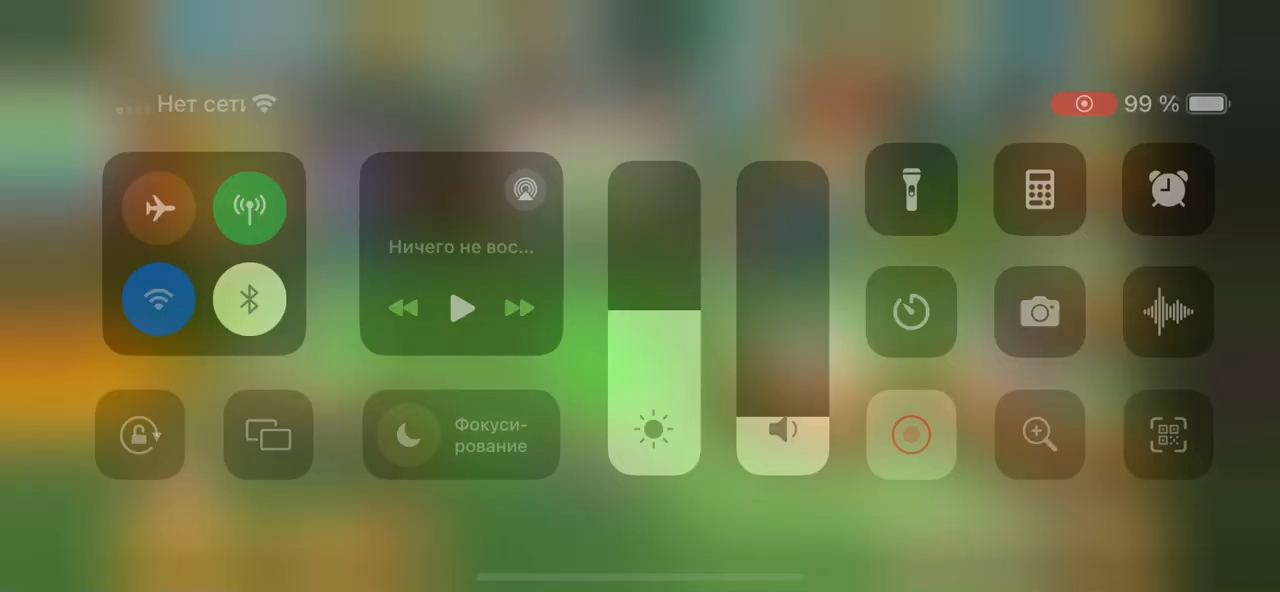 Нет сети
99 %
Ничего не вос...
Фокуси-
рование